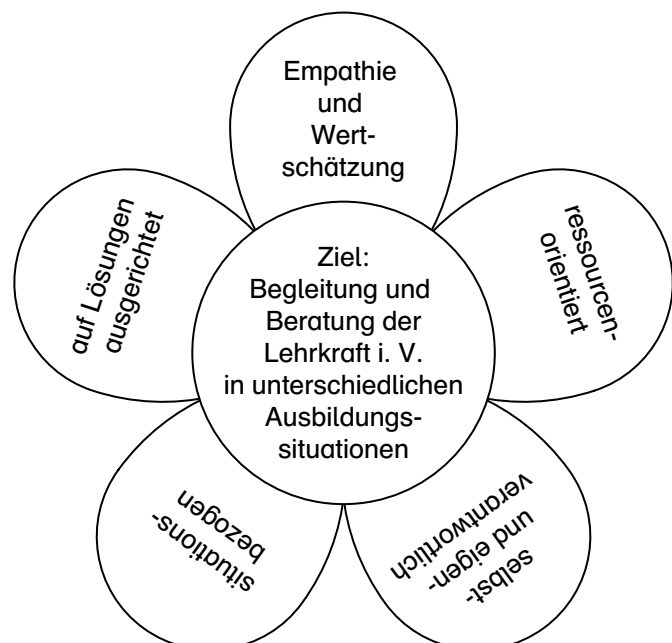 Empathie
und
Wert-
schätzung
ressourcen-
orientiert
selbst-
und eigen-
verantwortlich
situations-
bezogen
auf Lösungen
ausgerichtet
Ziel:
Begleitung und
Beratung der
Lehrkraft i. V.
in unterschiedlichen
Ausbildungs-
situationen